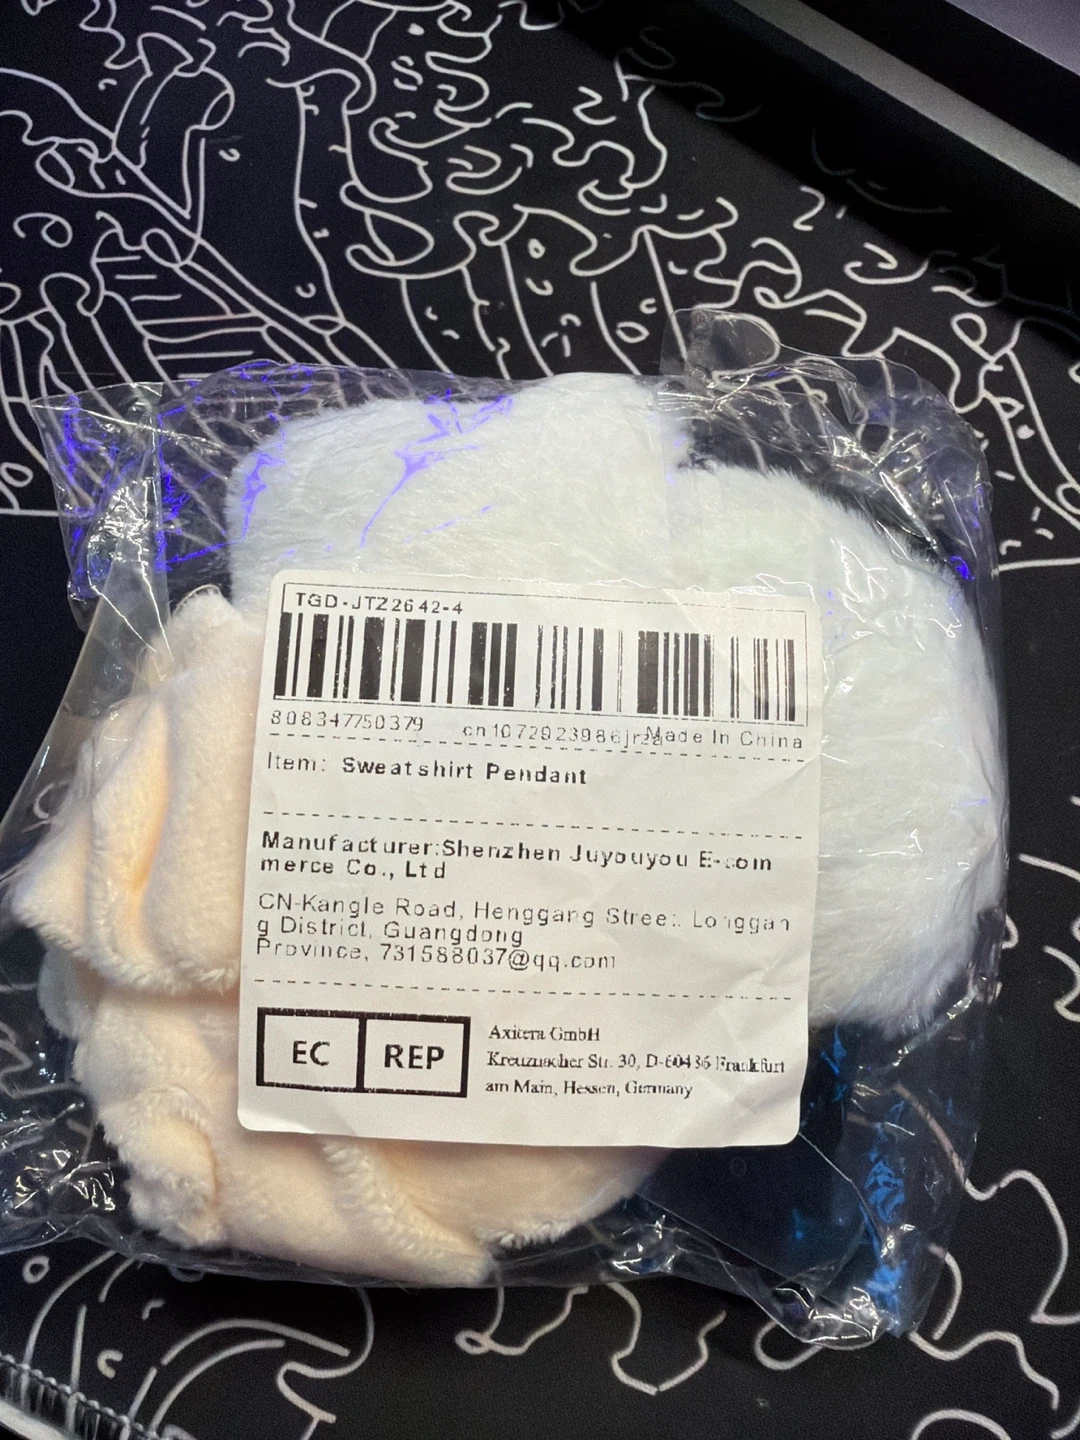 TGD-JTZ2642-4
808347750379 cn1072923986jrza Made In China
Item: Sweatshirt Pendant
Manufacturer:Shenzhen Juyouyou E-com
merce Co., Ltd
CN-Kangle Road, Henggang Street, Longgan
g District, Guangdong
Province, 731588037@qq.com
EC REP
Axitera GmbH
Kreuznacher Str. 30, D-60486 Frankfurt
am Main, Hessen, Germany